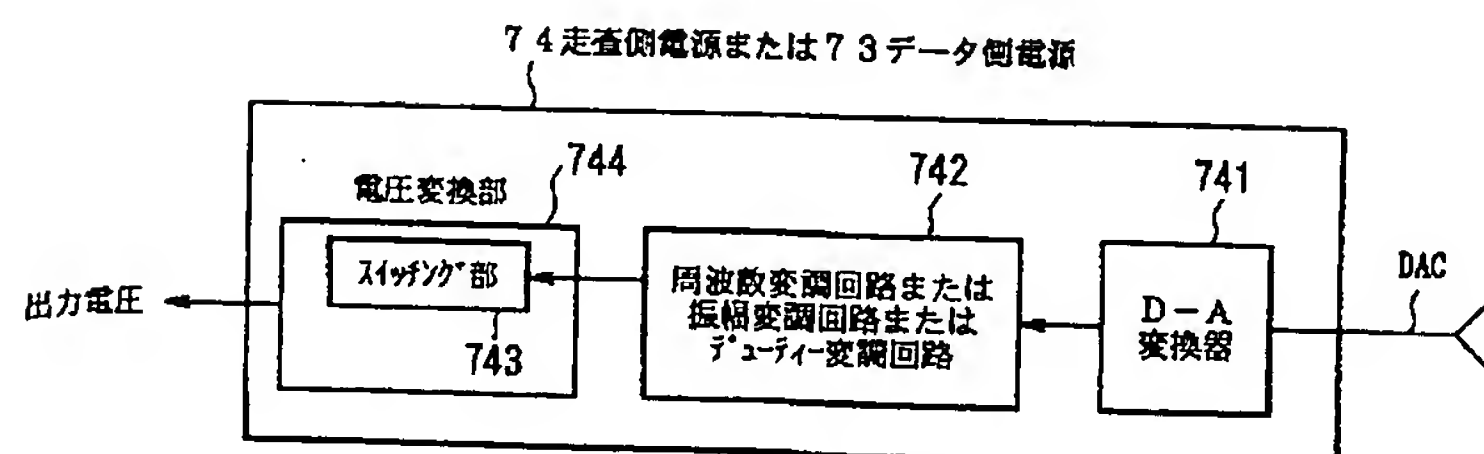 74走査側電源または73データ側電源
電圧変換部
744
742
741
スイッチング部
743
周波数変調回路または
振幅変調回路または
デューティー変調回路
D-A
変換器
DAC
出力電圧